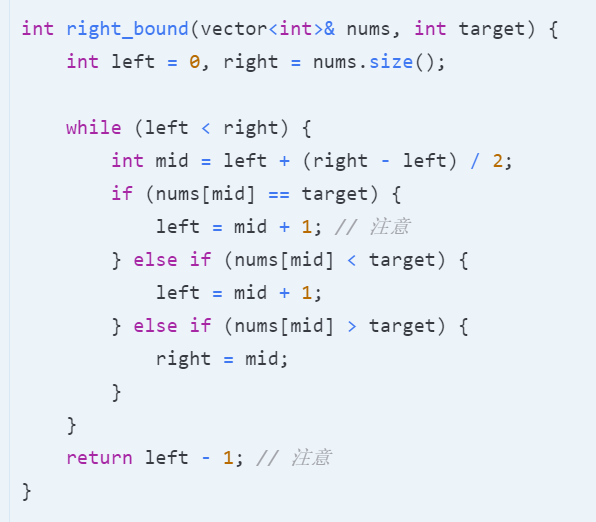 int right_bound(vector<int>& nums, int target) {
    int left = 0, right = nums.size();

    while (left < right) {
        int mid = left + (right - left) / 2;
        if (nums[mid] == target) {
            left = mid + 1; // 注意
        } else if (nums[mid] < target) {
            left = mid + 1;
        } else if (nums[mid] > target) {
            right = mid;
        }
    }
    return left - 1; // 注意
}